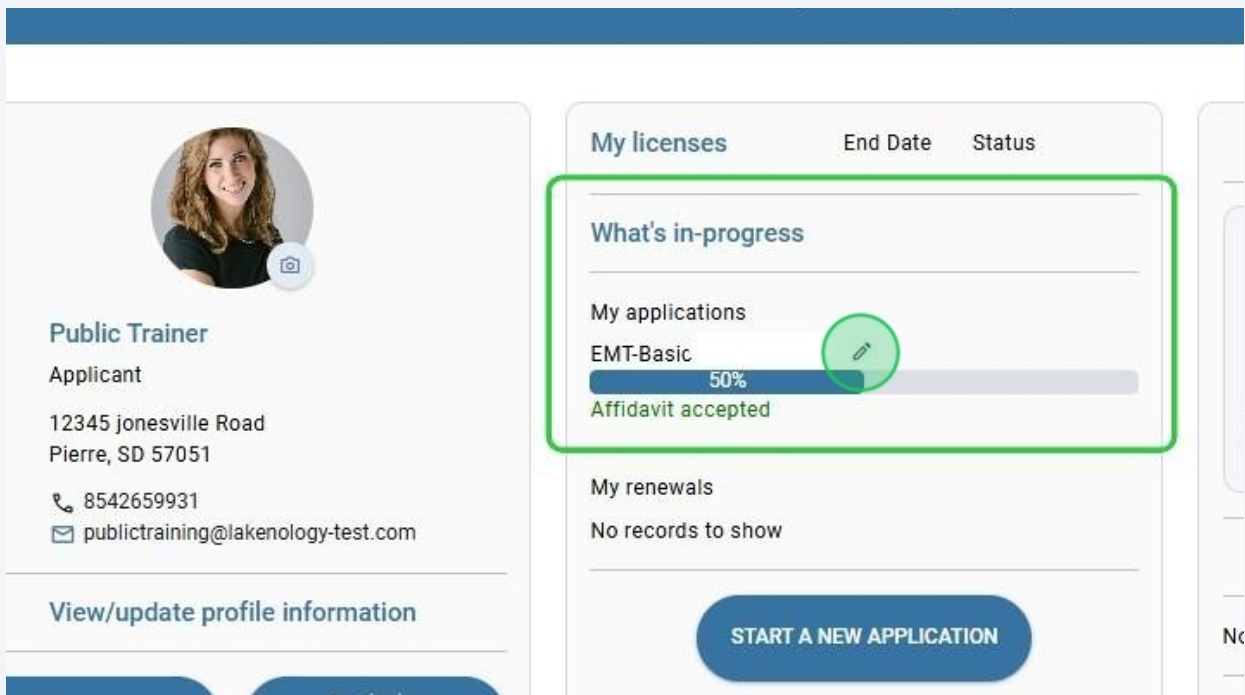 Public Trainer
Applicant
12345 jonesville Road
Pierre, SD 57051
8542659931
publictraining@lakenology-test.com
View/update profile information
My licenses End Date Status
What's in-progress
My applications
EMT-Basic
50%
Affidavit accepted
My renewals
No records to show
START A NEW APPLICATION